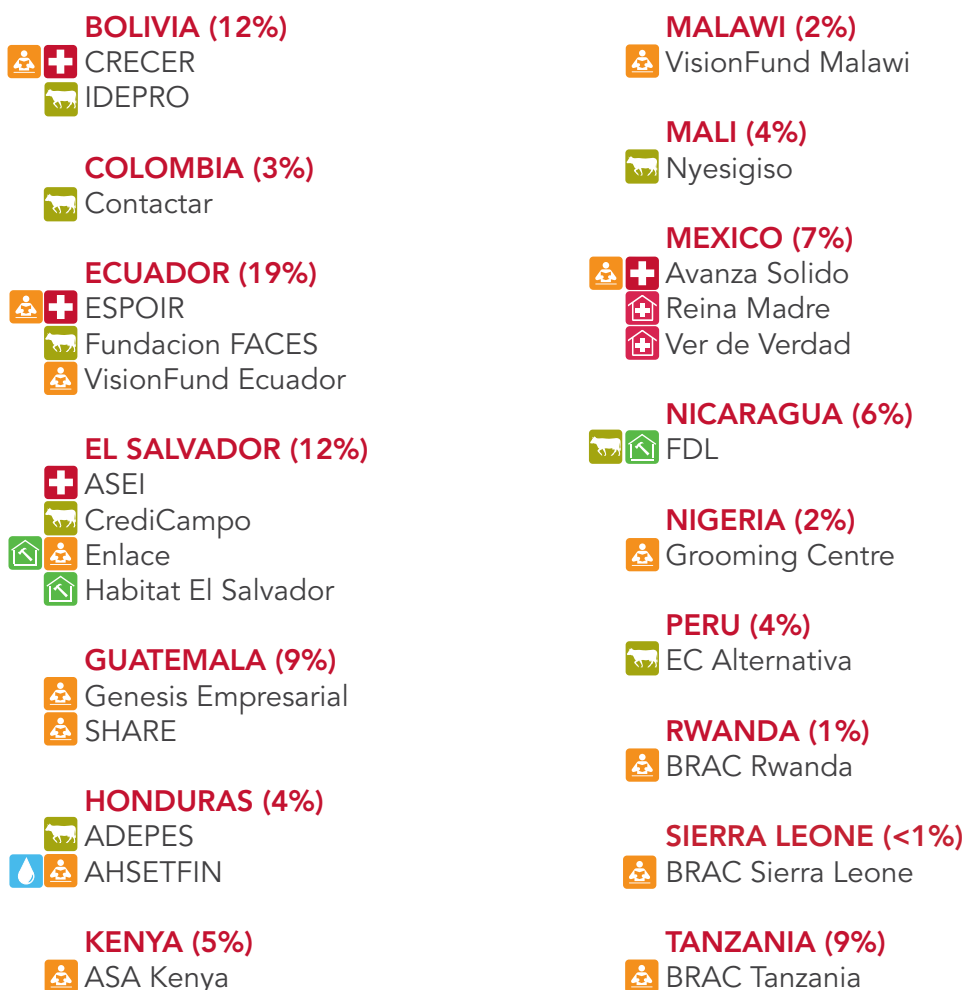 BOLIVIA (12%)
CRECER
IDEPRO
COLOMBIA (3%)
Contactar
ECUADOR (19%)
ESPOIR
Fundacion FACES
VisionFund Ecuador
EL SALVADOR (12%)
ASEI
CrediCampo
Enlace
Habitat El Salvador
GUATEMALA (9%)
Genesis Empresarial
SHARE
HONDURAS (4%)
ADEPES
AHSETFIN
KENYA (5%)
ASA Kenya
MALAWI (2%)
VisionFund Malawi
MALI (4%)
Nyesigiso
MEXICO (7%)
Avanza Solido
Reina Madre
Ver de Verdad
NICARAGUA (6%)
FDL
NIGERIA (2%)
Grooming Centre
PERU (4%)
EC Alternativa
RWANDA (1%)
BRAC Rwanda
SIERRA LEONE (<1%)
BRAC Sierra Leone
TANZANIA (9%)
BRAC Tanzania